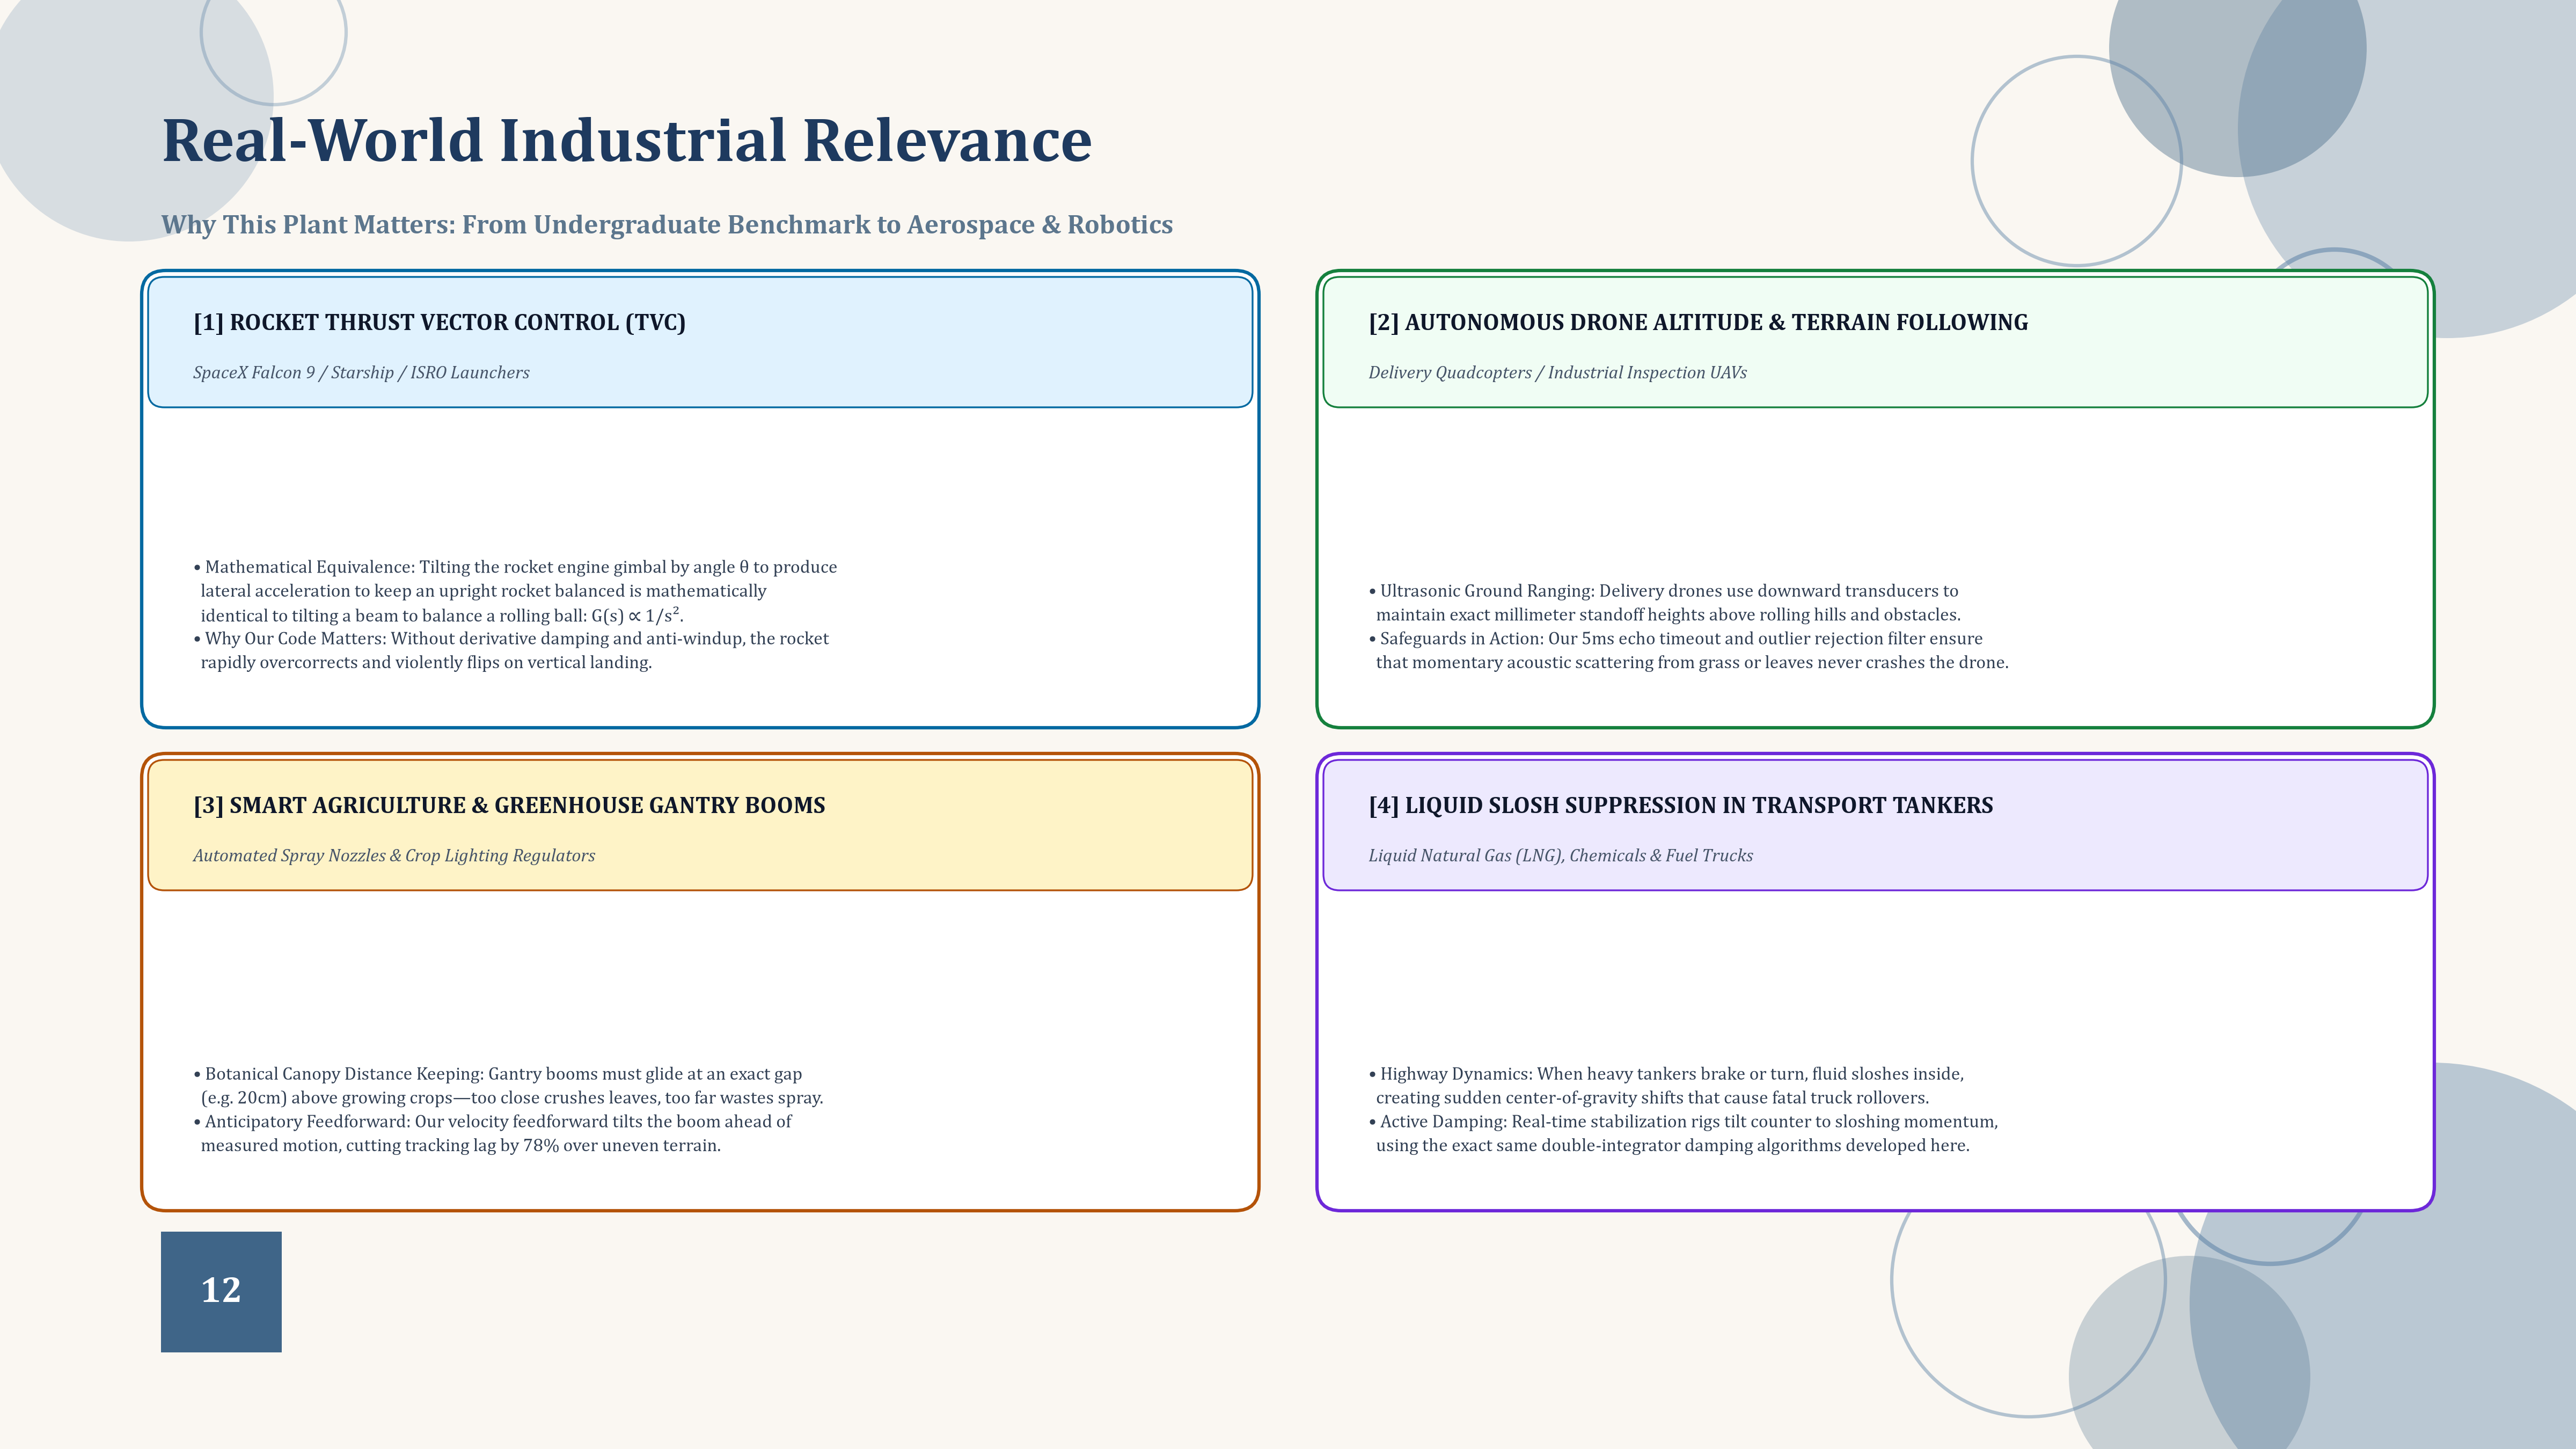 Real-World Industrial Relevance
Why This Plant Matters: From Undergraduate Benchmark to Aerospace & Robotics
[1] ROCKET THRUST VECTOR CONTROL (TVC)
SpaceX Falcon 9 / Starship / ISRO Launchers
• Mathematical Equivalence: Tilting the rocket engine gimbal by angle θ to produce
lateral acceleration to keep an upright rocket balanced is mathematically
identical to tilting a beam to balance a rolling ball: G(s) ∝ 1/s².
• Why Our Code Matters: Without derivative damping and anti-windup, the rocket
rapidly overcorrects and violently flips on vertical landing.
[2] AUTONOMOUS DRONE ALTITUDE & TERRAIN FOLLOWING
Delivery Quadcopters / Industrial Inspection UAVs
• Ultrasonic Ground Ranging: Delivery drones use downward transducers to
maintain exact millimeter standoff heights above rolling hills and obstacles.
• Safeguards in Action: Our 5ms echo timeout and outlier rejection filter ensure
that momentary acoustic scattering from grass or leaves never crashes the drone.
[3] SMART AGRICULTURE & GREENHOUSE GANTRY BOOMS
Automated Spray Nozzles & Crop Lighting Regulators
• Botanical Canopy Distance Keeping: Gantry booms must glide at an exact gap
(e.g. 20cm) above growing crops—too close crushes leaves, too far wastes spray.
• Anticipatory Feedforward: Our velocity feedforward tilts the boom ahead of
measured motion, cutting tracking lag by 78% over uneven terrain.
[4] LIQUID SLOSH SUPPRESSION IN TRANSPORT TANKERS
Liquid Natural Gas (LNG), Chemicals & Fuel Trucks
• Highway Dynamics: When heavy tankers brake or turn, fluid sloshes inside,
creating sudden center-of-gravity shifts that cause fatal truck rollovers.
• Active Damping: Real-time stabilization rigs tilt counter to sloshing momentum,
using the exact same double-integrator damping algorithms developed here.
12